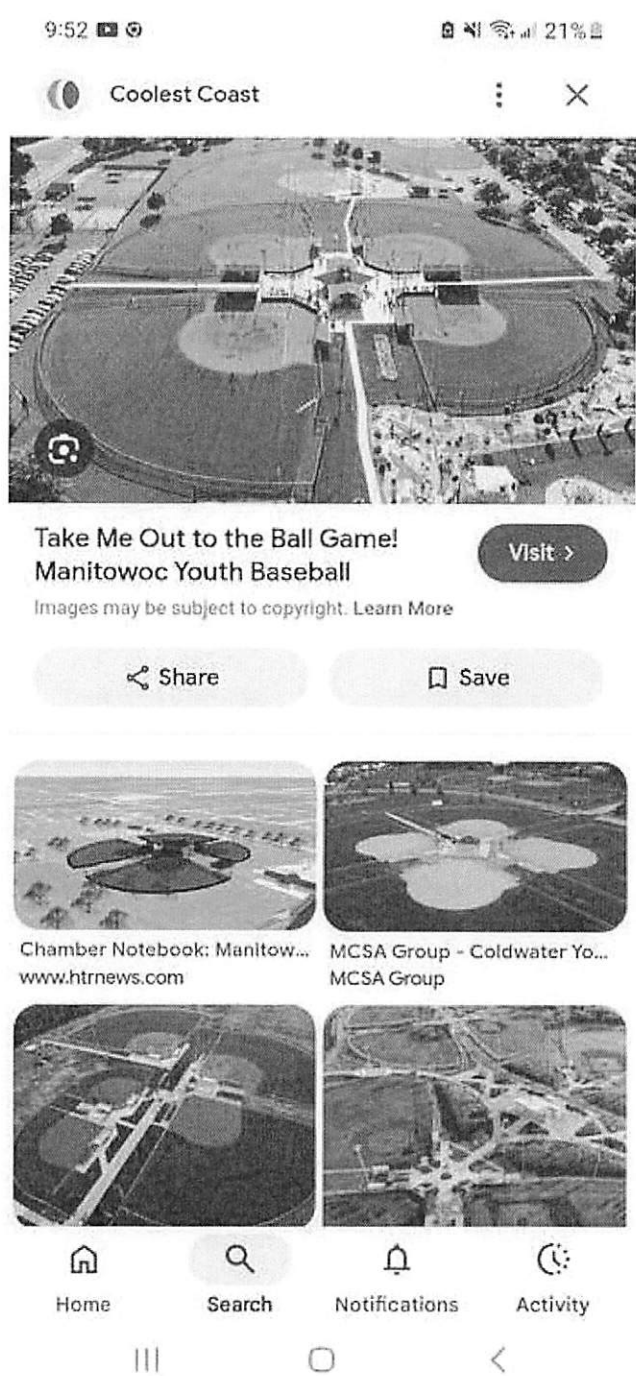 9:52
21%
Coolest Coast
Take Me Out to the Ball Game!
Manitowoc Youth Baseball
Visit >
Images may be subject to copyright. Learn More
Share
Save
Chamber Notebook: Manitow...
www.htrnews.com
MCSA Group - Coldwater Yo...
MCSA Group
Home
Search
Notifications
Activity